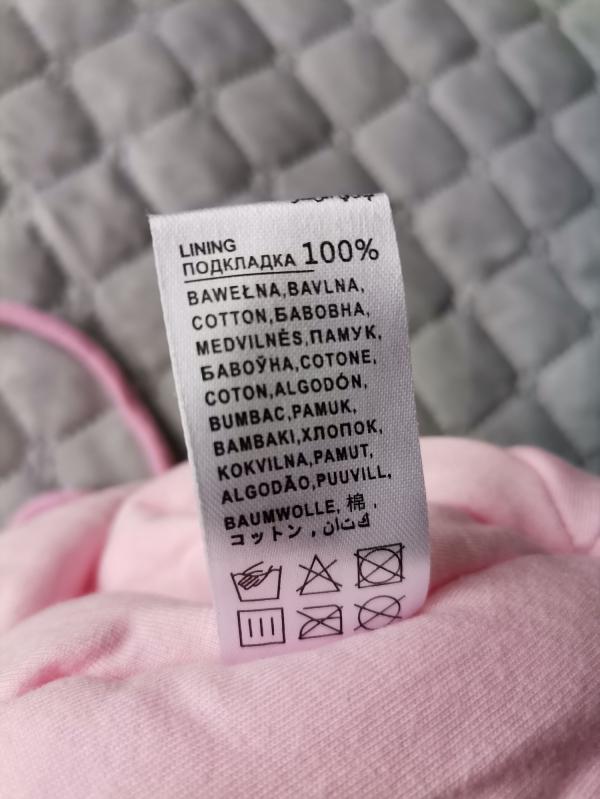 LINING
ПОДКЛАДКА 100%
BAWEŁNA,BAVLNA,
COTTON,БАВОВНА,
MEDVILNĖS,ПАМУК,
БАВОЎНА,COTONE,
COTON,ALGODÓN,
BUMBAC,PAMUK,
BAMBAKI,ХЛОПОК,
KOKVILNA,PAMUT,
ALGODÃO,PUUVILL,
BAUMWOLLE, 棉 ,
コットン , كتان